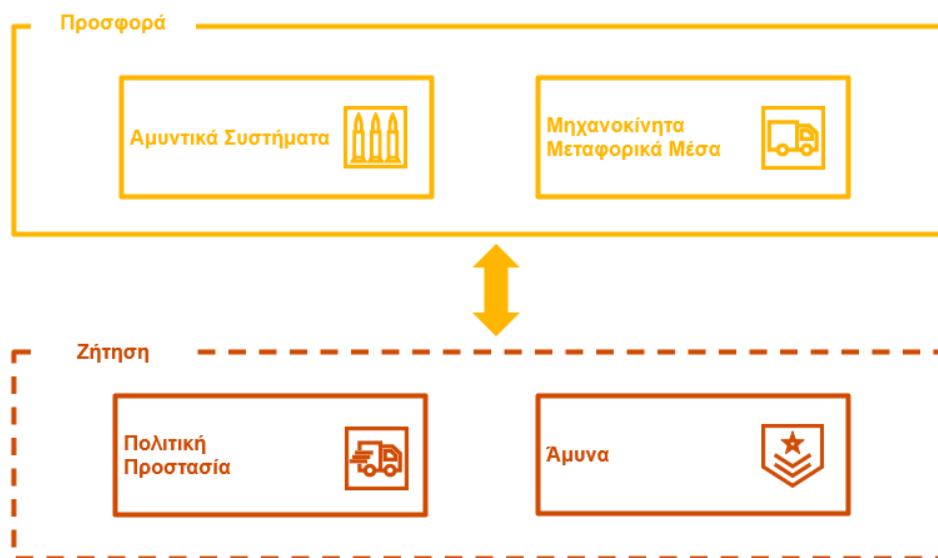 Προσφορά
Αμυντικά Συστήματα
Μηχανοκίνητα
Μεταφορικά Μέσα
Ζήτηση
Πολιτική
Προστασία
Άμυνα